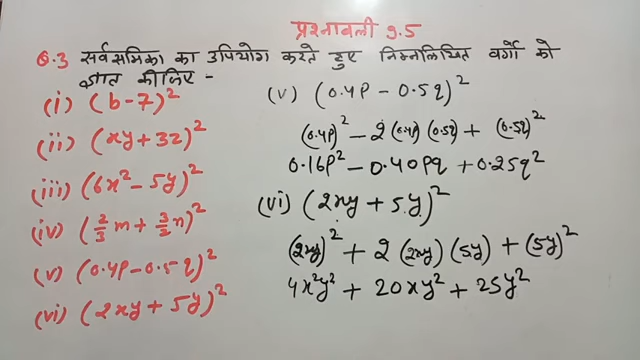 प्रश्नावली 9.5
Q.3 सर्वसमिका का उपियोग करते हुए निम्नलिखित वर्गों को
ज्ञात कीजिए -
(i) (b - 7)²
(ii) (xy + 3z)²
(iii) (6x² - 5y)²
(iv) (2/3 m + 3/2 n)²
(v) (0.4p - 0.5q)²
(vi) (2xy + 5y)²
(v) (0.4p - 0.5q)²
(0.4p)² - 2(0.4p)(0.5q) + (0.5q)²
0.16p² - 0.40pq + 0.25q²
(vi) (2xy + 5y)²
(2xy)² + 2(2xy)(5y) + (5y)²
4x²y² + 20xy² + 25y²